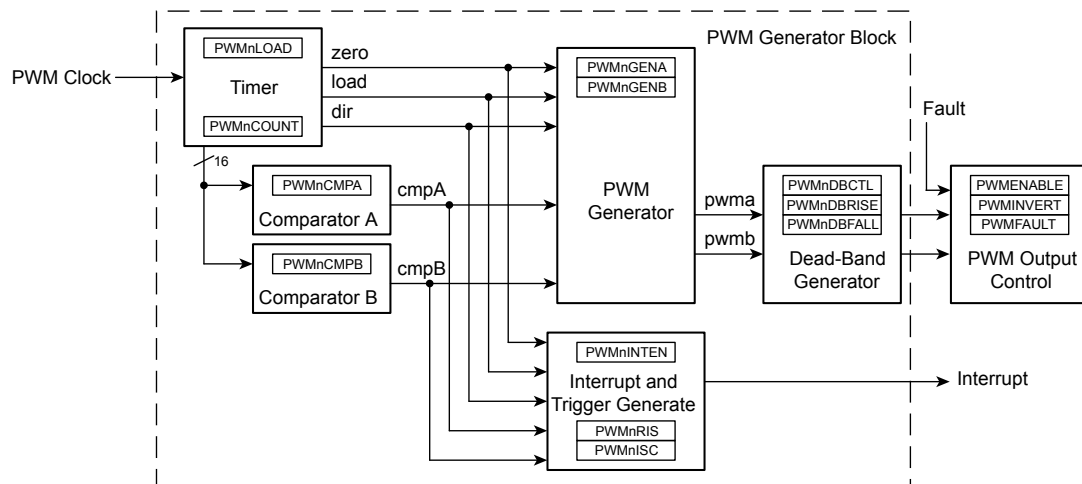 PWM Generator Block
PWM Clock
PWMnLOAD
Timer
PWMnCOUNT
16
zero
load
dir
PWMnCMPA
Comparator A
cmpA
PWMnCMPB
Comparator B
cmpB
PWMnGENA
PWMnGENB
PWM
Generator
pwma
pwmb
PWMnDBCTL
PWMnDBRISE
PWMnDBFALL
Dead-Band
Generator
Fault
PWMENABLE
PWMINVERT
PWMFAULT
PWM Output
Control
PWMnINTEN
Interrupt and
Trigger Generate
PWMnRIS
PWMnISC
Interrupt